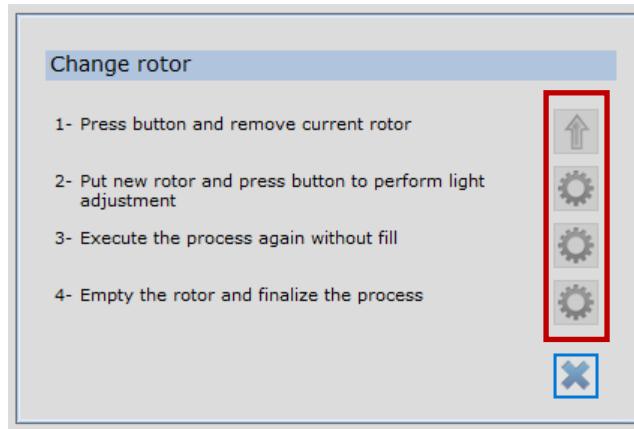 Change rotor
1- Press button and remove current rotor
2- Put new rotor and press button to perform light
adjustment
3- Execute the process again without fill
4- Empty the rotor and finalize the process